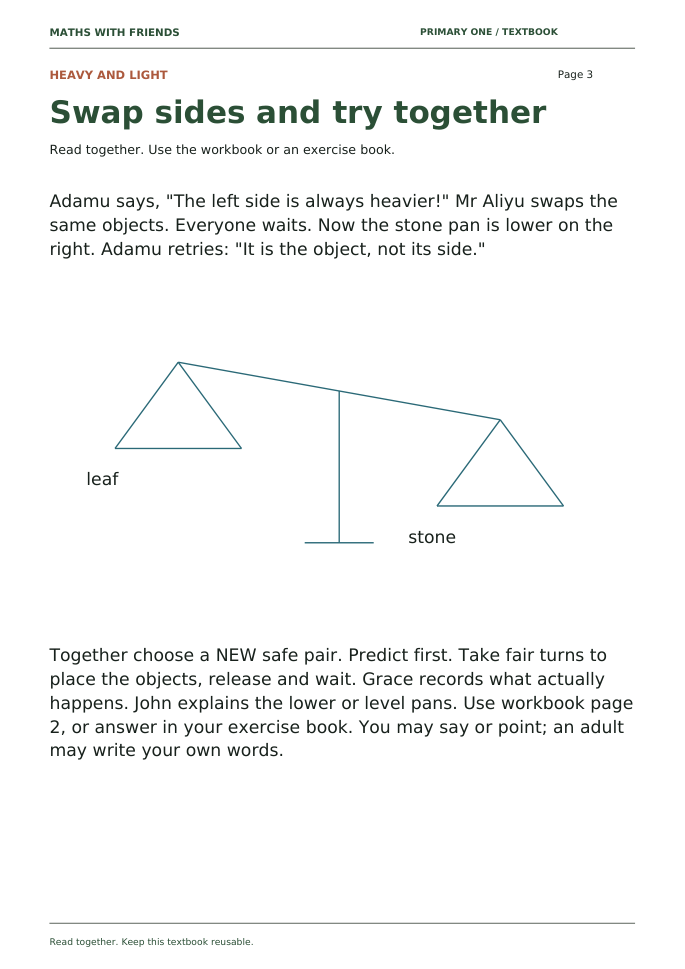 MATHS WITH FRIENDS
PRIMARY ONE / TEXTBOOK
HEAVY AND LIGHT
Page 3
Swap sides and try together
Read together. Use the workbook or an exercise book.
Adamu says, "The left side is always heavier!" Mr Aliyu swaps the
same objects. Everyone waits. Now the stone pan is lower on the
right. Adamu retries: "It is the object, not its side."
leaf
stone
Together choose a NEW safe pair. Predict first. Take fair turns to
place the objects, release and wait. Grace records what actually
happens. John explains the lower or level pans. Use workbook page
2, or answer in your exercise book. You may say or point; an adult
may write your own words.
Read together. Keep this textbook reusable.